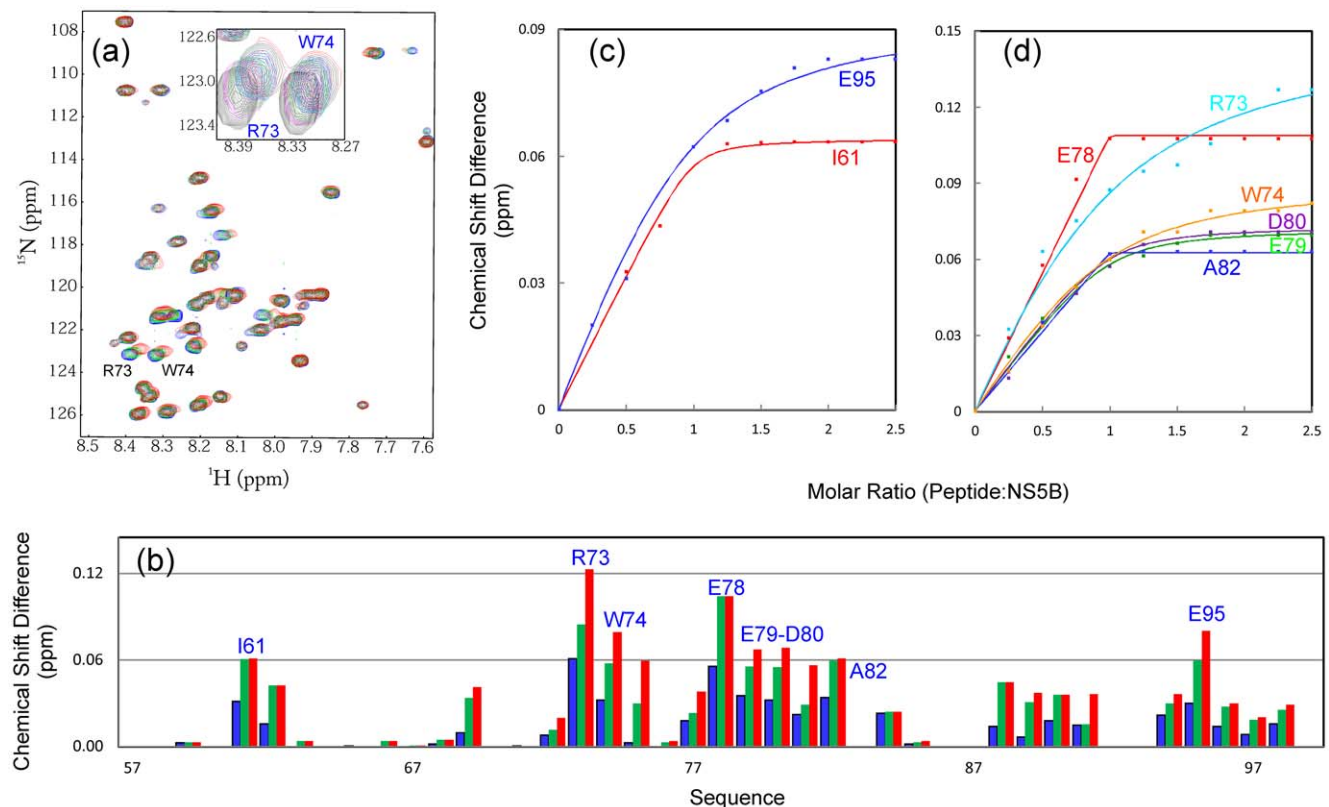 (a)
108
110
112
114
116
118
120
122
124
126
¹⁵N (ppm)
8.5 8.4 8.3 8.2 8.1 8.0 7.9 7.8 7.7 7.6
¹H (ppm)
R73 W74
122.6
123.0
123.4
W74
R73
8.39 8.33 8.27
(c)
0.09
0.06
0.03
0
Chemical Shift Difference
(ppm)
E95
I61
0 0.5 1 1.5 2 2.5
(d)
0.15
0.12
0.09
0.06
0.03
0
R73
E78
W74
D80
E79
A82
0 0.5 1 1.5 2 2.5
Molar Ratio (Peptide:NS5B)
(b)
Chemical Shift Difference
(ppm)
0.12
0.06
0.00
I61
R73
W74
E78
E79-D80
A82
E95
57 67 77 87 97
Sequence